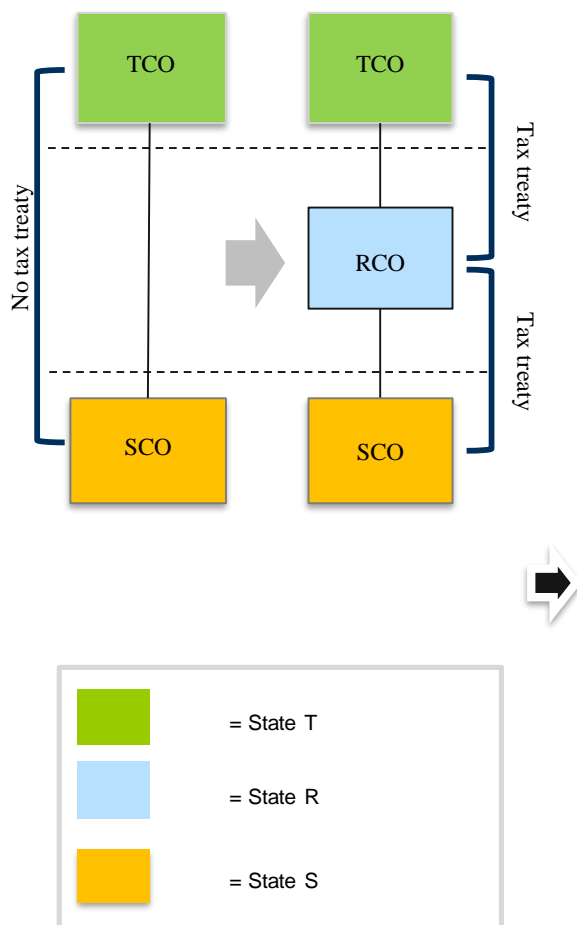 TCO
TCO
No tax treaty
Tax treaty
RCO
Tax treaty
SCO
SCO
= State T
= State R
= State S